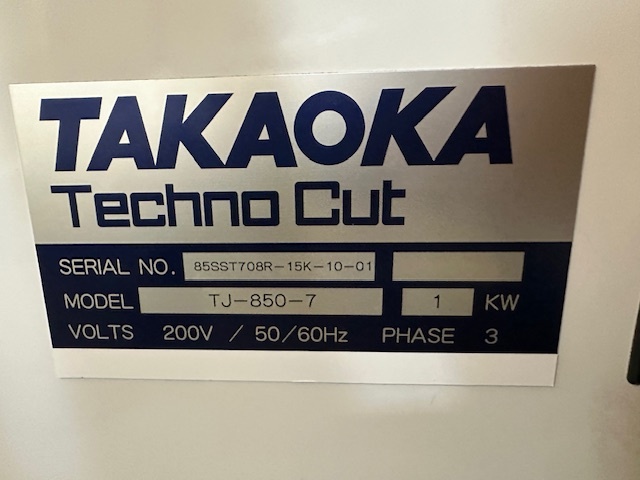 TAKAOKA
Techno Cut
SERIAL NO. 85SST708R-15K-10-01
MODEL TJ-850-7 1 KW
VOLTS 200V / 50/60Hz PHASE 3